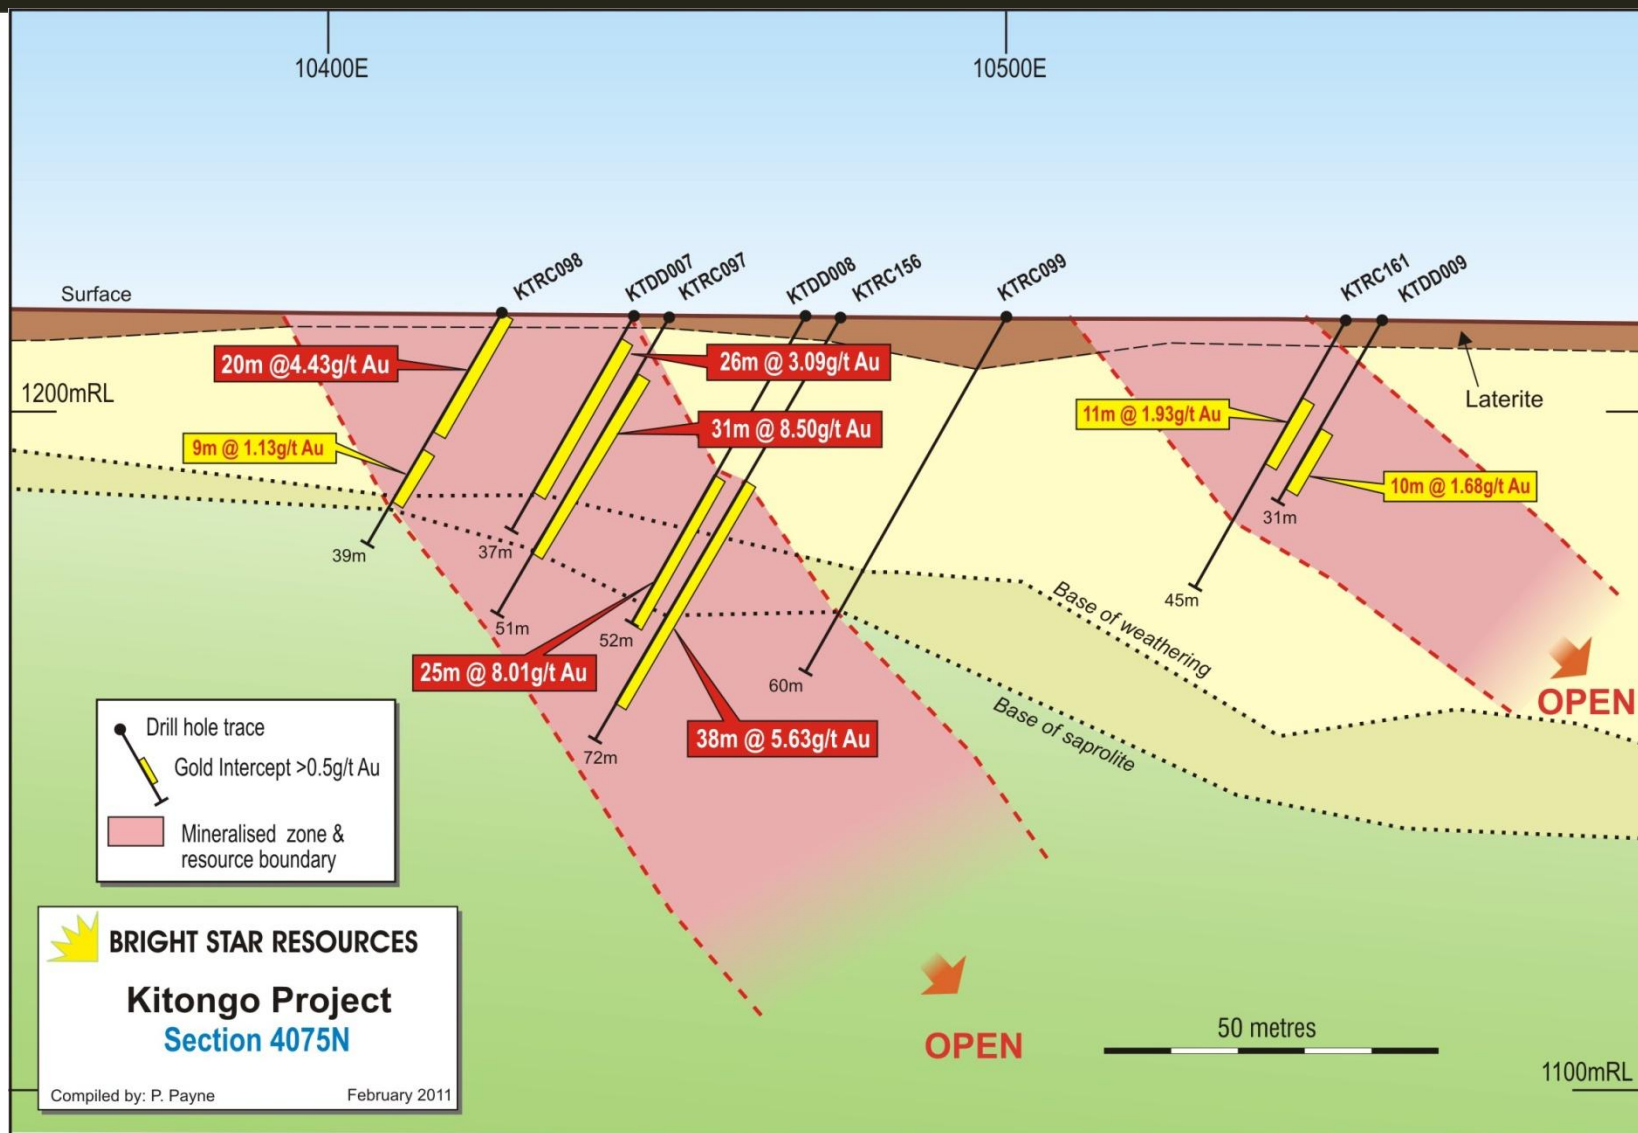 10400E
10500E
KTRC098
KTDD007
KTRC097
KTDD008
KTRC156
KTRC099
KTRC161
KTDD009
Surface
20m @4.43g/t Au
26m @ 3.09g/t Au
1200mRL
Laterite
11m @ 1.93g/t Au
31m @ 8.50g/t Au
9m @ 1.13g/t Au
10m @ 1.68g/t Au
31m
39m
37m
45m
Base of weathering
51m
52m
25m @ 8.01g/t Au
60m
OPEN
Base of saprolite
38m @ 5.63g/t Au
72m
Drill hole trace
Gold Intercept >0.5g/t Au
Mineralised zone &
resource boundary
BRIGHT STAR RESOURCES
Kitongo Project
Section 4075N
Compiled by: P. Payne February 2011
OPEN
50 metres
1100mRL